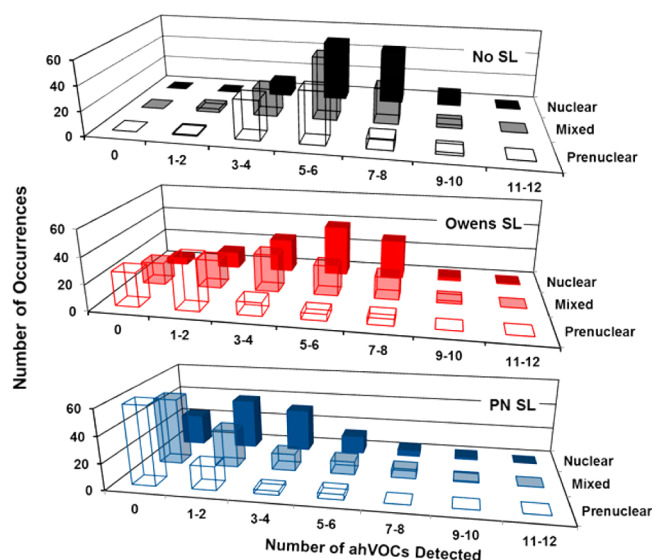 Number of Occurrences
60
40
20
0
No SL
Nuclear
Mixed
Prenuclear
0 1-2 3-4 5-6 7-8 9-10 11-12
60
40
20
0
Owens SL
Nuclear
Mixed
Prenuclear
0 1-2 3-4 5-6 7-8 9-10 11-12
60
40
20
0
PN SL
Nuclear
Mixed
Prenuclear
0 1-2 3-4 5-6 7-8 9-10 11-12
Number of ahVOCs Detected